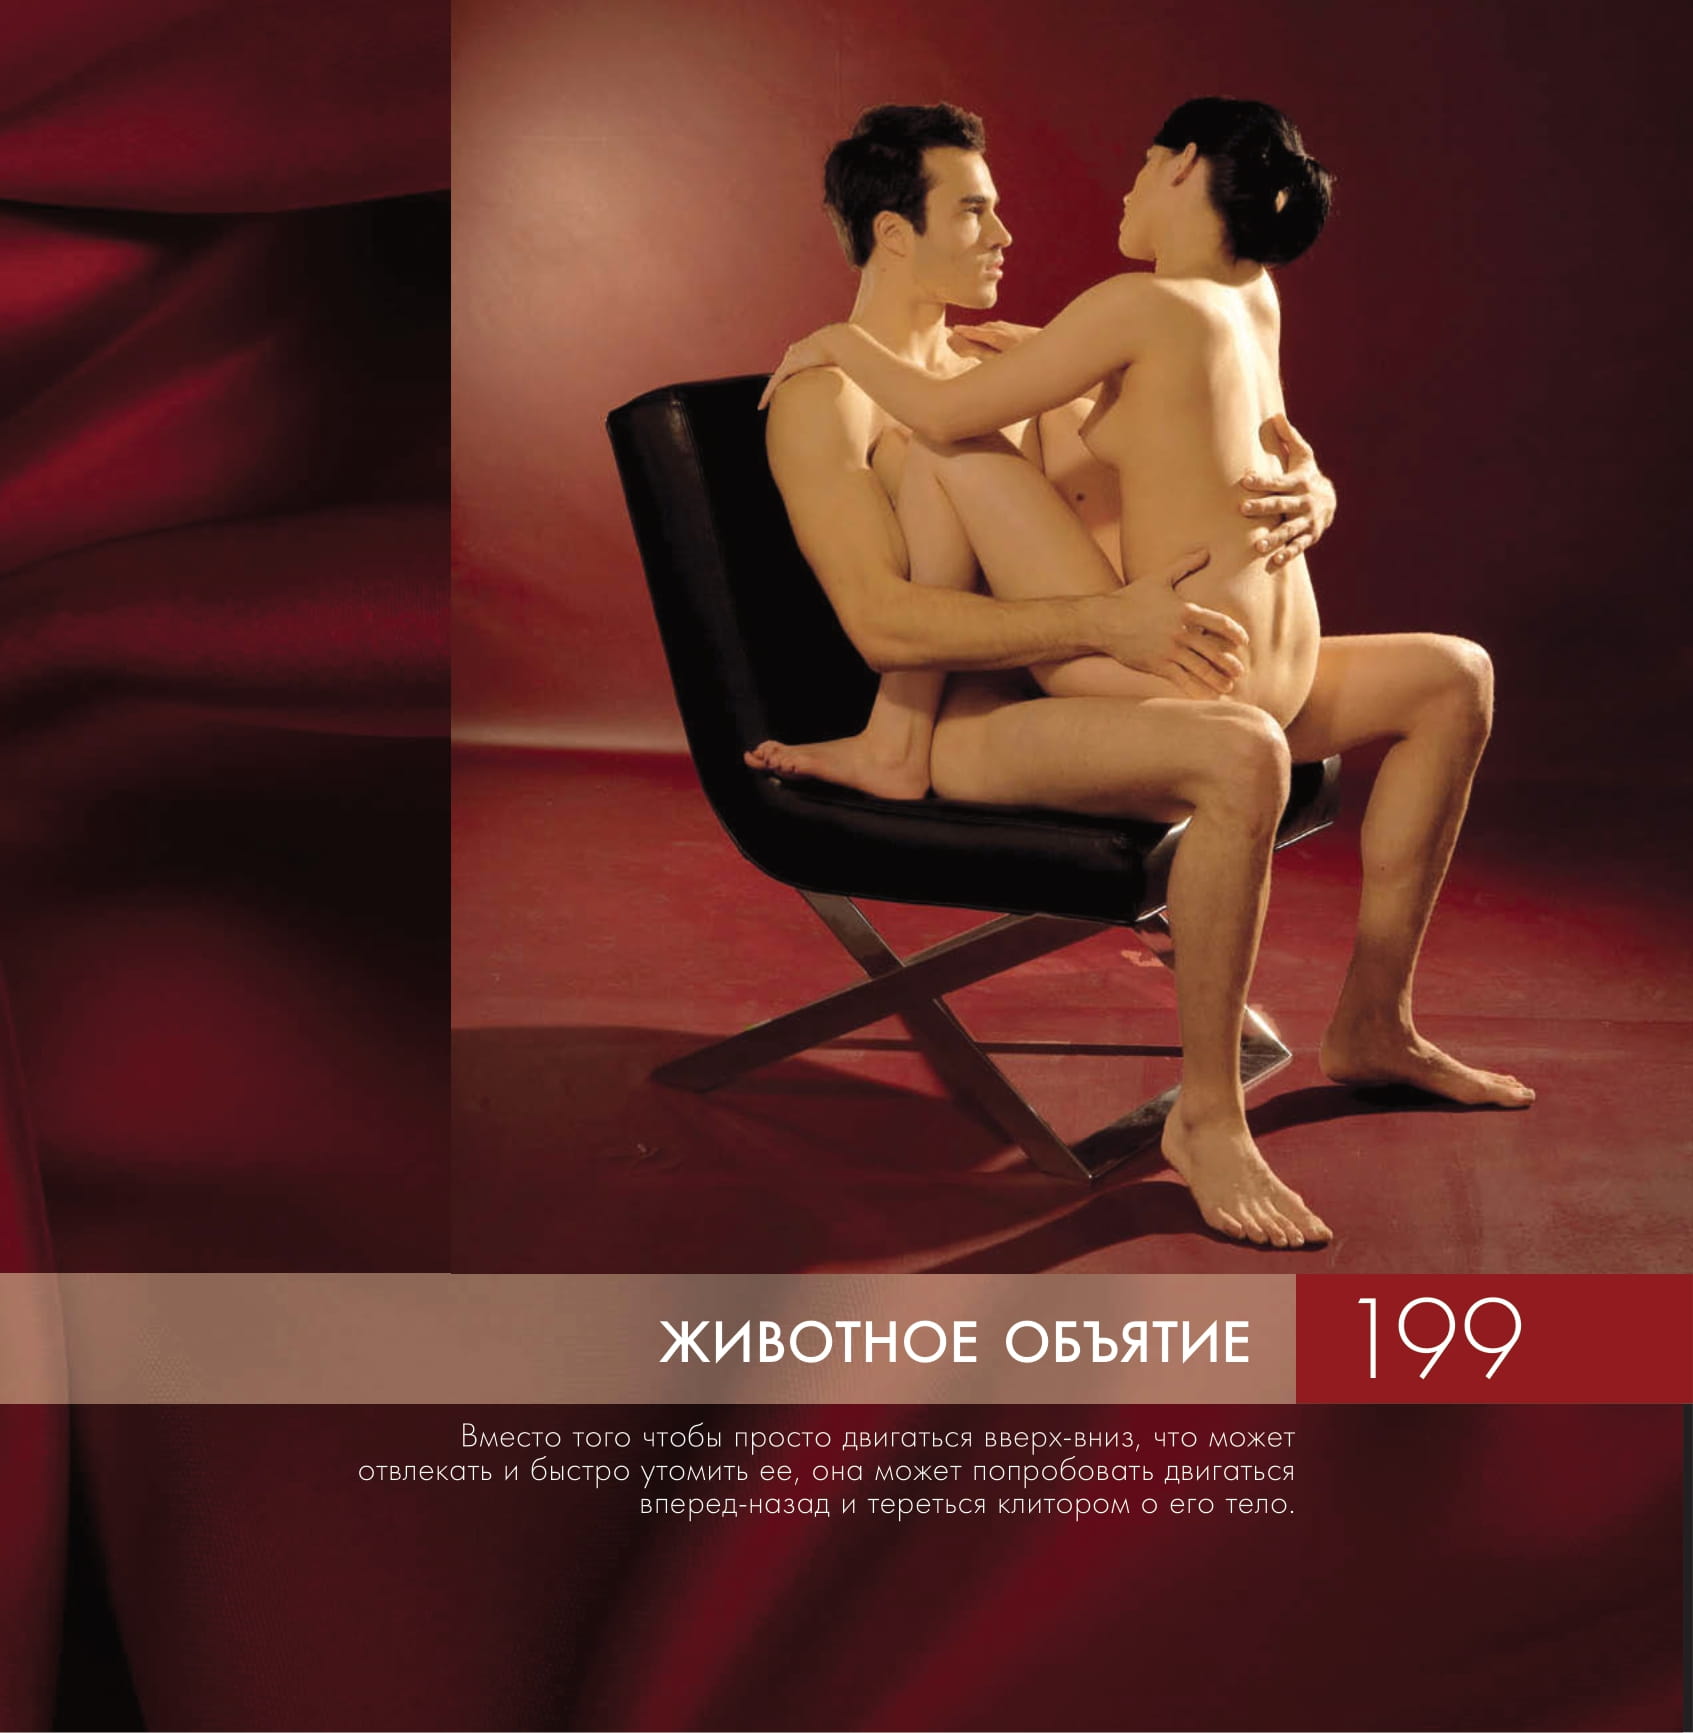 ЖИВОТНОЕ ОБЪЯТИЕ
199
Вместо того чтобы просто двигаться вверх-вниз, что может
отвлекать и быстро утомить ее, она может попробовать двигаться
вперед-назад и тереться клитором о его тело.